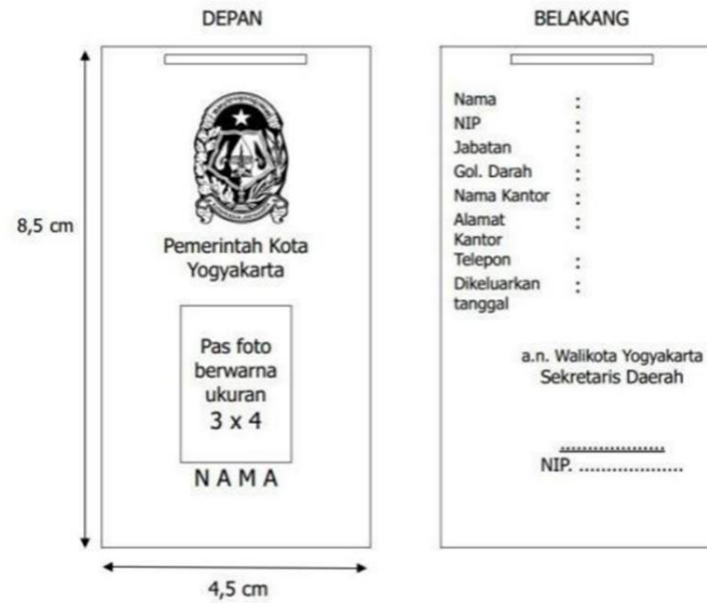 DEPAN
8,5 cm
Pemerintah Kota
Yogyakarta
Pas foto
berwarna
ukuran
3 x 4
N A M A
4,5 cm
BELAKANG
Nama :
NIP :
Jabatan :
Gol. Darah :
Nama Kantor :
Alamat :
Kantor
Telepon :
Dikeluarkan :
tanggal
a.n. Walikota Yogyakarta
Sekretaris Daerah
....................
NIP. ....................